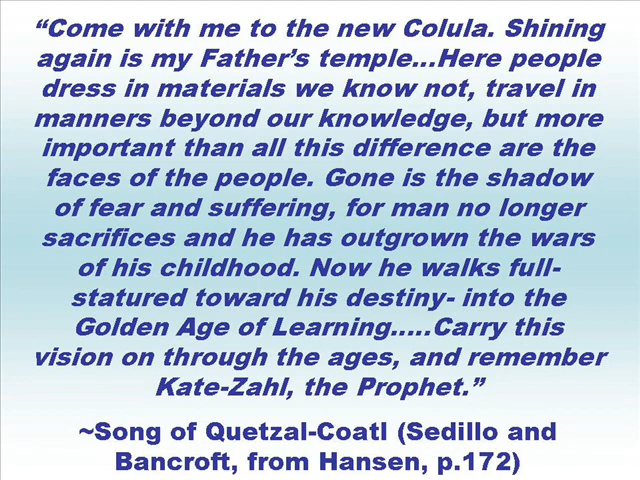 “Come with me to the new Colula. Shining
again is my Father’s temple...Here people
dress in materials we know not, travel in
manners beyond our knowledge, but more
important than all this difference are the
faces of the people. Gone is the shadow
of fear and suffering, for man no longer
sacrifices and he has outgrown the wars
of his childhood. Now he walks full-
statured toward his destiny- into the
Golden Age of Learning.....Carry this
vision on through the ages, and remember
Kate-Zahl, the Prophet.”
~Song of Quetzal-Coatl (Sedillo and
Bancroft, from Hansen, p.172)